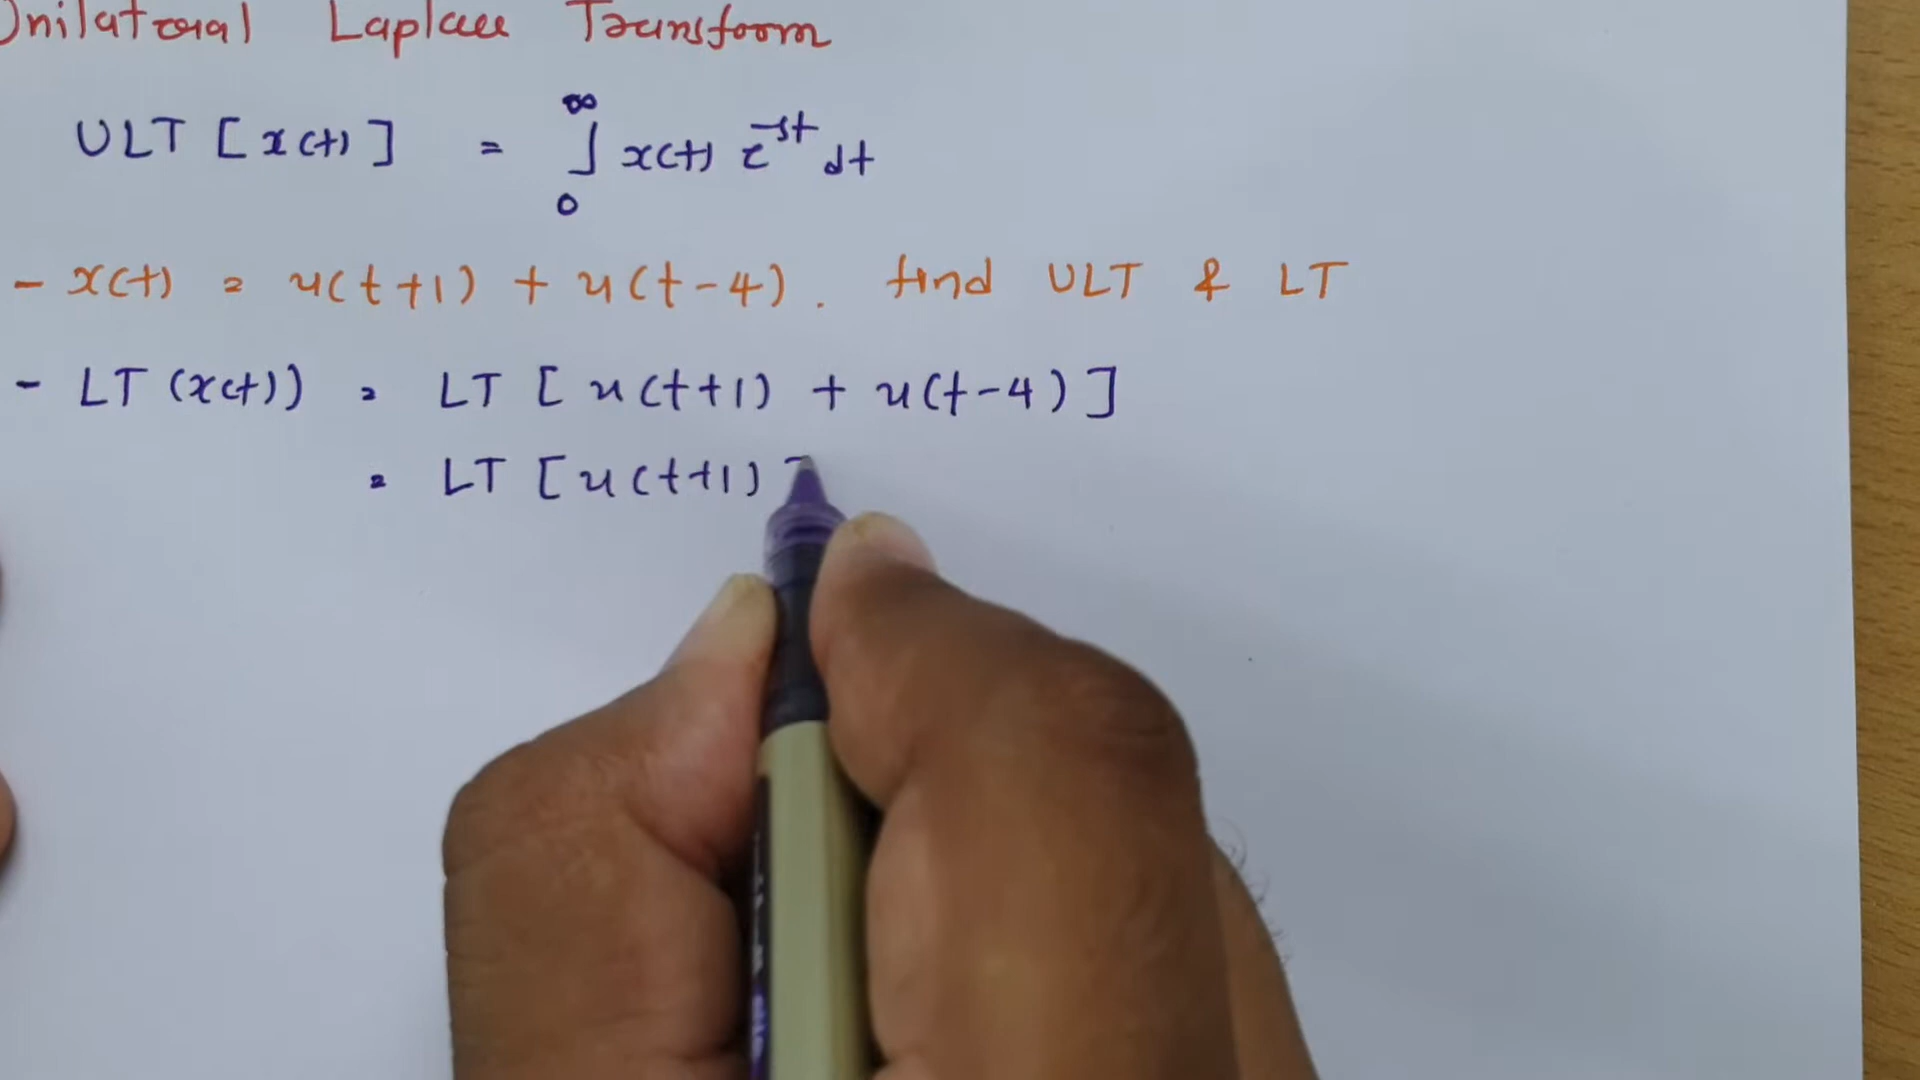 Unilateral Laplace Transform
ULT [x(t)] = ∫₀^∞ x(t) e^-st dt
- x(t) = u(t+1) + u(t-4). find ULT & LT
- LT (x(t)) = LT [u(t+1) + u(t-4)]
= LT [u(t+1)]